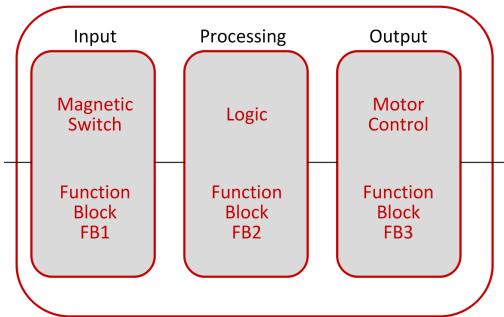 Input
Processing
Output
Magnetic
Switch
Logic
Motor
Control
Function
Block
FB1
Function
Block
FB2
Function
Block
FB3